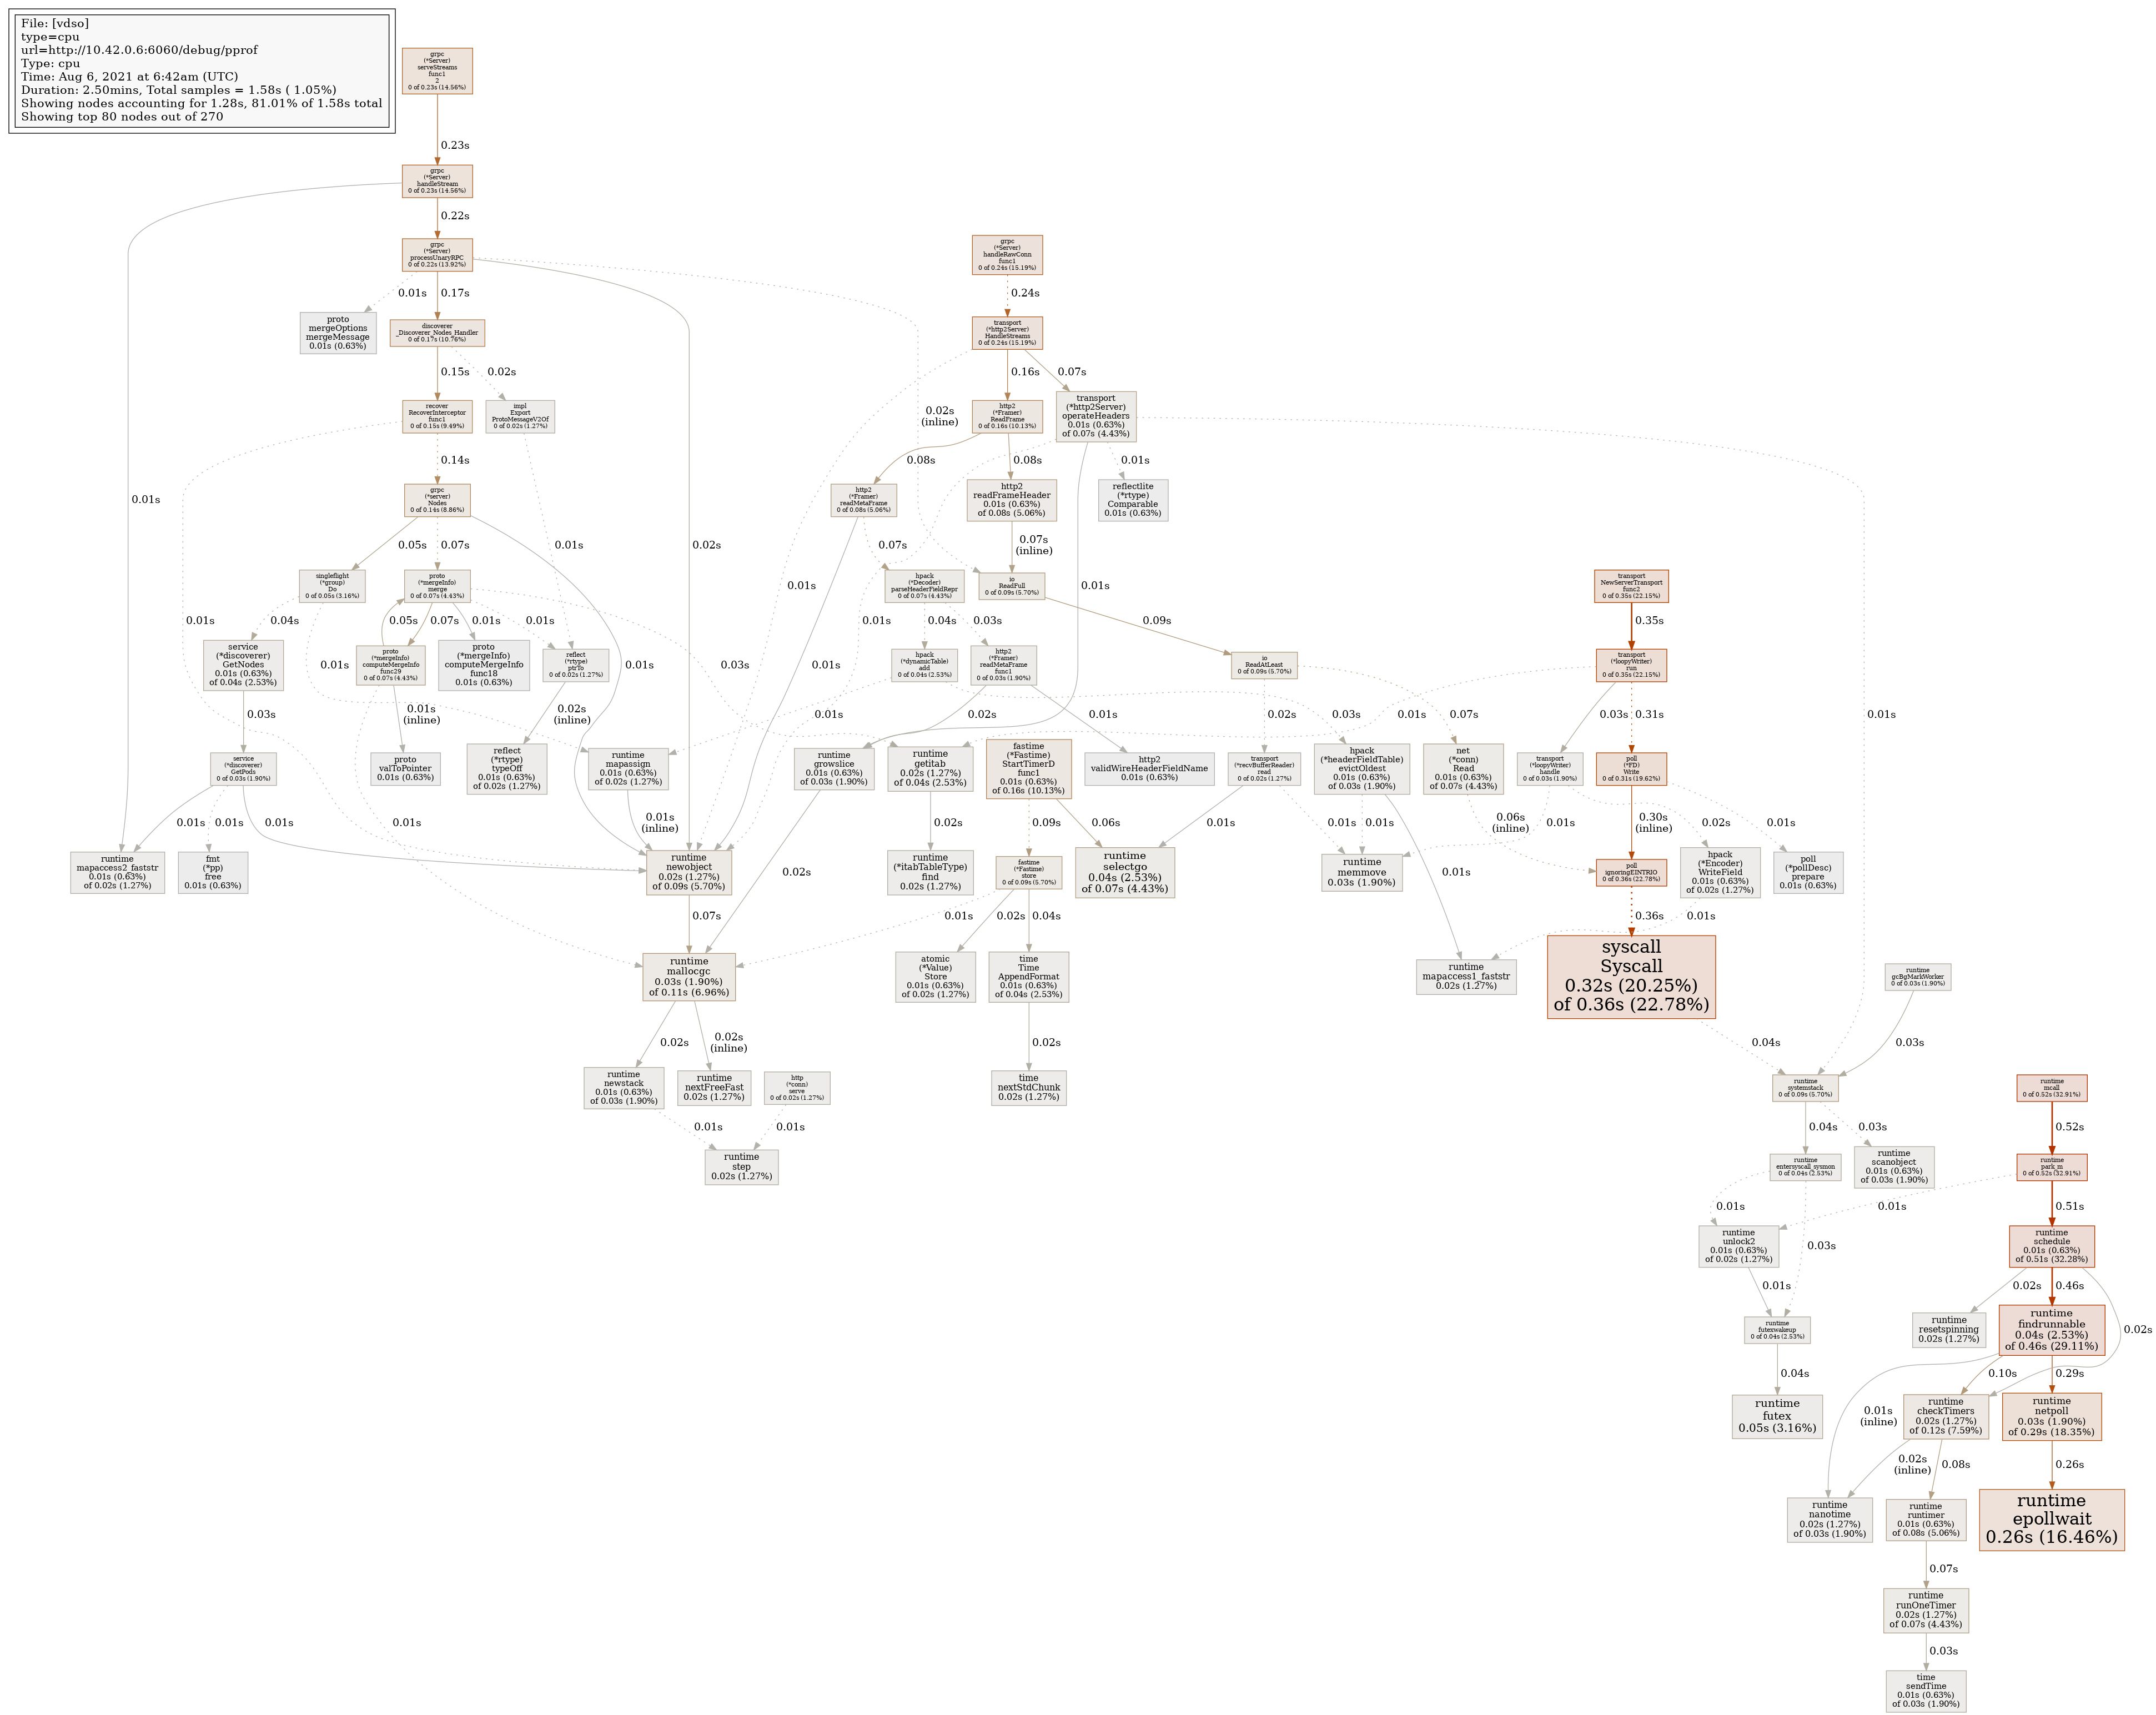 File: [vdso]
type=cpu
url=http://10.42.0.6:6060/debug/pprof
Type: cpu
Time: Aug 6, 2021 at 6:42am (UTC)
Duration: 2.50mins, Total samples = 1.58s ( 1.05%)
Showing nodes accounting for 1.28s, 81.01% of 1.58s total
Showing top 80 nodes out of 270
grpc
(*Server)
serveStreams
func1
2
0 of 0.23s (14.56%)
0.23s
grpc
(*Server)
handleStream
0 of 0.23s (14.56%)
0.22s
grpc
(*Server)
processUnaryRPC
0 of 0.22s (13.92%)
grpc
(*Server)
handleRawConn
func1
0 of 0.24s (15.19%)
0.01s
0.17s
0.24s
proto
mergeOptions
mergeMessage
0.01s (0.63%)
discoverer
_Discoverer_Nodes_Handler
0 of 0.17s (10.76%)
transport
(*http2Server)
HandleStreams
0 of 0.24s (15.19%)
0.15s
0.02s
0.16s
0.07s
recover
RecoverInterceptor
func1
0 of 0.15s (9.49%)
impl
Export
ProtoMessageV2Of
0 of 0.02s (1.27%)
0.02s
(inline)
http2
(*Framer)
ReadFrame
0 of 0.16s (10.13%)
transport
(*http2Server)
operateHeaders
0.01s (0.63%)
of 0.07s (4.43%)
0.14s
0.08s
0.08s
0.01s
0.01s
grpc
(*server)
Nodes
0 of 0.14s (8.86%)
http2
(*Framer)
readMetaFrame
0 of 0.08s (5.06%)
http2
readFrameHeader
0.01s (0.63%)
of 0.08s (5.06%)
reflectlite
(*rtype)
Comparable
0.01s (0.63%)
0.05s
0.07s
0.01s
0.02s
0.07s
0.07s
(inline)
singleflight
(*group)
Do
0 of 0.05s (3.16%)
proto
(*mergeInfo)
merge
0 of 0.07s (4.43%)
0.01s
hpack
(*Decoder)
parseHeaderFieldRepr
0 of 0.07s (4.43%)
io
ReadFull
0 of 0.09s (5.70%)
0.01s
transport
NewServerTransport
func2
0 of 0.35s (22.15%)
0.01s
0.04s
0.05s
0.07s
0.01s
0.01s
0.01s
0.04s
0.03s
0.09s
0.35s
0.01s
service
(*discoverer)
GetNodes
0.01s (0.63%)
of 0.04s (2.53%)
0.01s
proto
(*mergeInfo)
computeMergeInfo
func29
0 of 0.07s (4.43%)
proto
(*mergeInfo)
computeMergeInfo
func18
0.01s (0.63%)
reflect
(*rtype)
ptrTo
0 of 0.02s (1.27%)
0.01s
0.03s
0.01s
hpack
(*dynamicTable)
add
0 of 0.04s (2.53%)
http2
(*Framer)
readMetaFrame
func1
0 of 0.03s (1.90%)
io
ReadAtLeast
0 of 0.09s (5.70%)
transport
(*loopyWriter)
run
0 of 0.35s (22.15%)
0.03s
0.01s
(inline)
0.02s
(inline)
0.01s
0.02s
0.01s
0.02s
0.03s
0.01s
0.07s
0.03s
0.31s
service
(*discoverer)
GetPods
0 of 0.03s (1.90%)
proto
valToPointer
0.01s (0.63%)
reflect
(*rtype)
typeOff
0.01s (0.63%)
of 0.02s (1.27%)
runtime
mapassign
0.01s (0.63%)
of 0.02s (1.27%)
runtime
growslice
0.01s (0.63%)
of 0.03s (1.90%)
runtime
getitab
0.02s (1.27%)
of 0.04s (2.53%)
fastime
(*Fastime)
StartTimerD
func1
0.01s (0.63%)
of 0.16s (10.13%)
http2
validWireHeaderFieldName
0.01s (0.63%)
transport
(*recvBufferReader)
read
0 of 0.02s (1.27%)
hpack
(*headerFieldTable)
evictOldest
0.01s (0.63%)
of 0.03s (1.90%)
net
(*conn)
Read
0.01s (0.63%)
of 0.07s (4.43%)
transport
(*loopyWriter)
handle
0 of 0.03s (1.90%)
poll
(*FD)
Write
0 of 0.31s (19.62%)
0.01s
0.01s
0.01s
0.01s
0.01s
(inline)
0.02s
0.09s
0.06s
0.01s
0.01s
0.01s
0.06s
(inline)
0.01s
0.30s
(inline)
0.02s
0.01s
runtime
mapaccess2_faststr
0.01s (0.63%)
of 0.02s (1.27%)
fmt
(*pp)
free
0.01s (0.63%)
runtime
newobject
0.02s (1.27%)
of 0.09s (5.70%)
0.02s
runtime
(*itabTableType)
find
0.02s (1.27%)
fastime
(*Fastime)
store
0 of 0.09s (5.70%)
runtime
selectgo
0.04s (2.53%)
of 0.07s (4.43%)
runtime
memmove
0.03s (1.90%)
0.01s
poll
ignoringEINTRIO
0 of 0.36s (22.78%)
hpack
(*Encoder)
WriteField
0.01s (0.63%)
of 0.02s (1.27%)
poll
(*pollDesc)
prepare
0.01s (0.63%)
0.07s
0.01s
0.02s
0.04s
0.36s
0.01s
runtime
mallocgc
0.03s (1.90%)
of 0.11s (6.96%)
atomic
(*Value)
Store
0.01s (0.63%)
of 0.02s (1.27%)
time
Time
AppendFormat
0.01s (0.63%)
of 0.04s (2.53%)
runtime
mapaccess1_faststr
0.02s (1.27%)
syscall
Syscall
0.32s (20.25%)
of 0.36s (22.78%)
runtime
gcBgMarkWorker
0 of 0.03s (1.90%)
0.02s
0.02s
(inline)
0.02s
0.04s
0.03s
runtime
newstack
0.01s (0.63%)
of 0.03s (1.90%)
runtime
nextFreeFast
0.02s (1.27%)
http
(*conn)
serve
0 of 0.02s (1.27%)
time
nextStdChunk
0.02s (1.27%)
runtime
systemstack
0 of 0.09s (5.70%)
runtime
mcall
0 of 0.52s (32.91%)
0.01s
0.01s
0.04s
0.03s
0.52s
runtime
step
0.02s (1.27%)
runtime
entersyscall_sysmon
0 of 0.04s (2.53%)
runtime
scanobject
0.01s (0.63%)
of 0.03s (1.90%)
runtime
park_m
0 of 0.52s (32.91%)
0.01s
0.01s
0.51s
runtime
unlock2
0.01s (0.63%)
of 0.02s (1.27%)
0.03s
runtime
schedule
0.01s (0.63%)
of 0.51s (32.28%)
0.01s
0.02s
0.46s
runtime
futexwakeup
0 of 0.04s (2.53%)
runtime
resetspinning
0.02s (1.27%)
runtime
findrunnable
0.04s (2.53%)
of 0.46s (29.11%)
0.02s
0.04s
0.10s
0.29s
runtime
futex
0.05s (3.16%)
0.01s
(inline)
runtime
checkTimers
0.02s (1.27%)
of 0.12s (7.59%)
runtime
netpoll
0.03s (1.90%)
of 0.29s (18.35%)
0.02s
(inline)
0.08s
0.26s
runtime
nanotime
0.02s (1.27%)
of 0.03s (1.90%)
runtime
runtimer
0.01s (0.63%)
of 0.08s (5.06%)
runtime
epollwait
0.26s (16.46%)
0.07s
runtime
runOneTimer
0.02s (1.27%)
of 0.07s (4.43%)
0.03s
time
sendTime
0.01s (0.63%)
of 0.03s (1.90%)